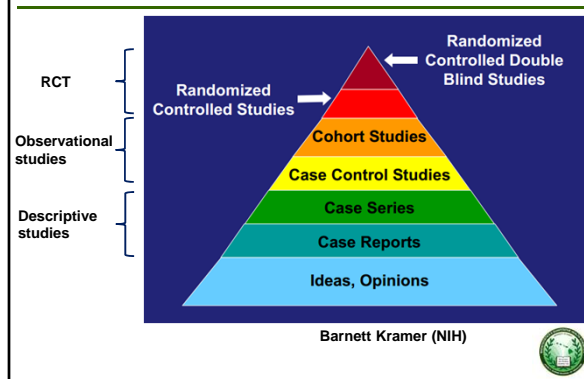 Randomized
Controlled Double
Blind Studies
RCT
Randomized
Controlled Studies
Observational
studies
Cohort Studies
Case Control Studies
Descriptive
studies
Case Series
Case Reports
Ideas, Opinions
Barnett Kramer (NIH)